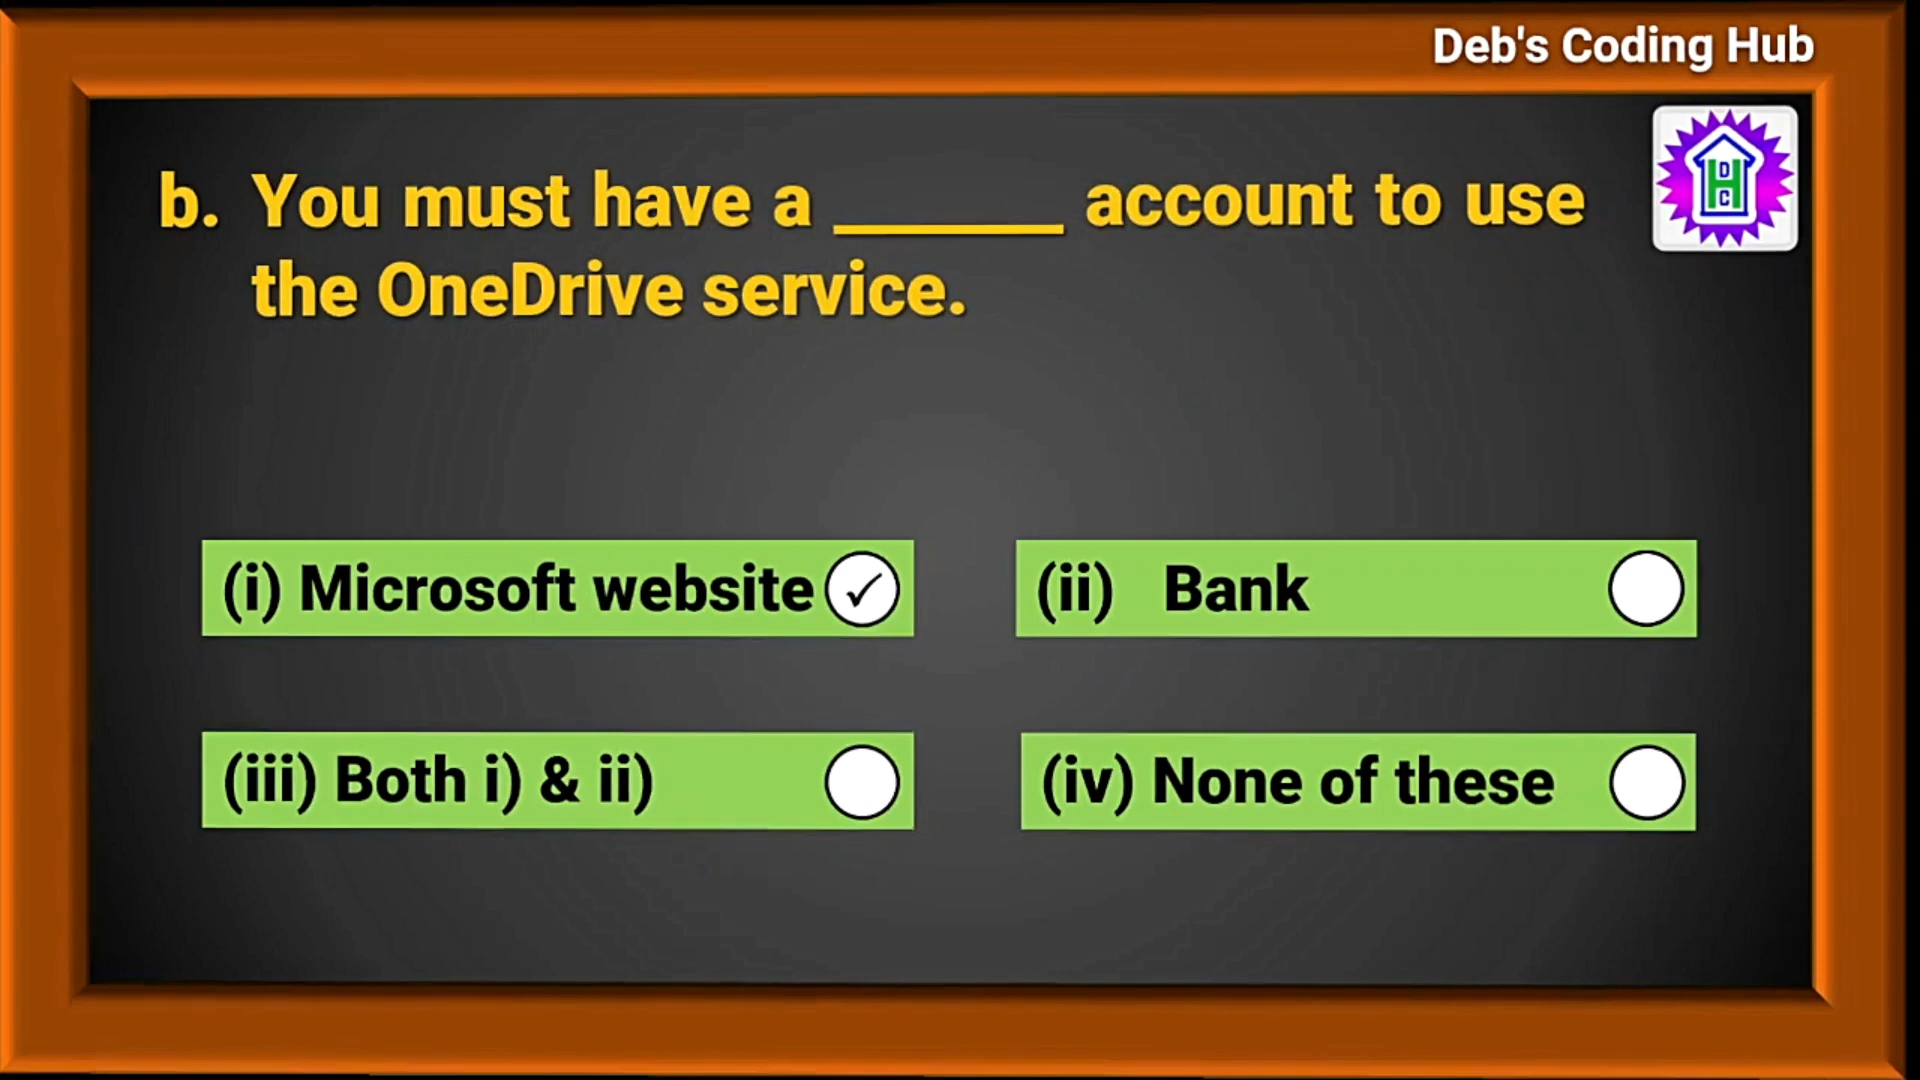 Deb's Coding Hub
b. You must have a ______ account to use
the OneDrive service.
(i) Microsoft website ✓
(ii) Bank
(iii) Both i) & ii)
(iv) None of these
D
H
C